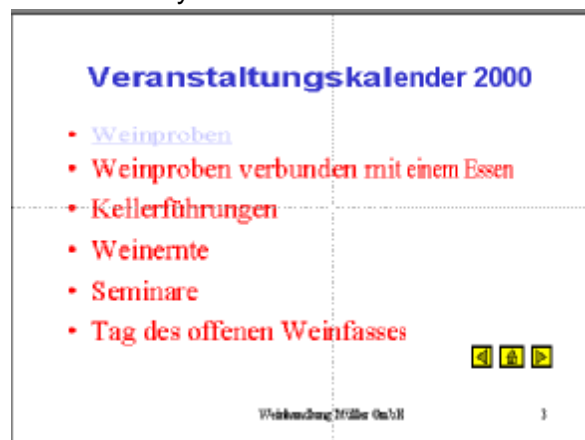 Veranstaltungskalender 2000
• Weinproben
• Weinproben verbunden mit einem Essen
• Kellerführungen
• Weinernte
• Seminare
• Tag des offenen Weinfasses
Weinhandlung Müller GmbH
3